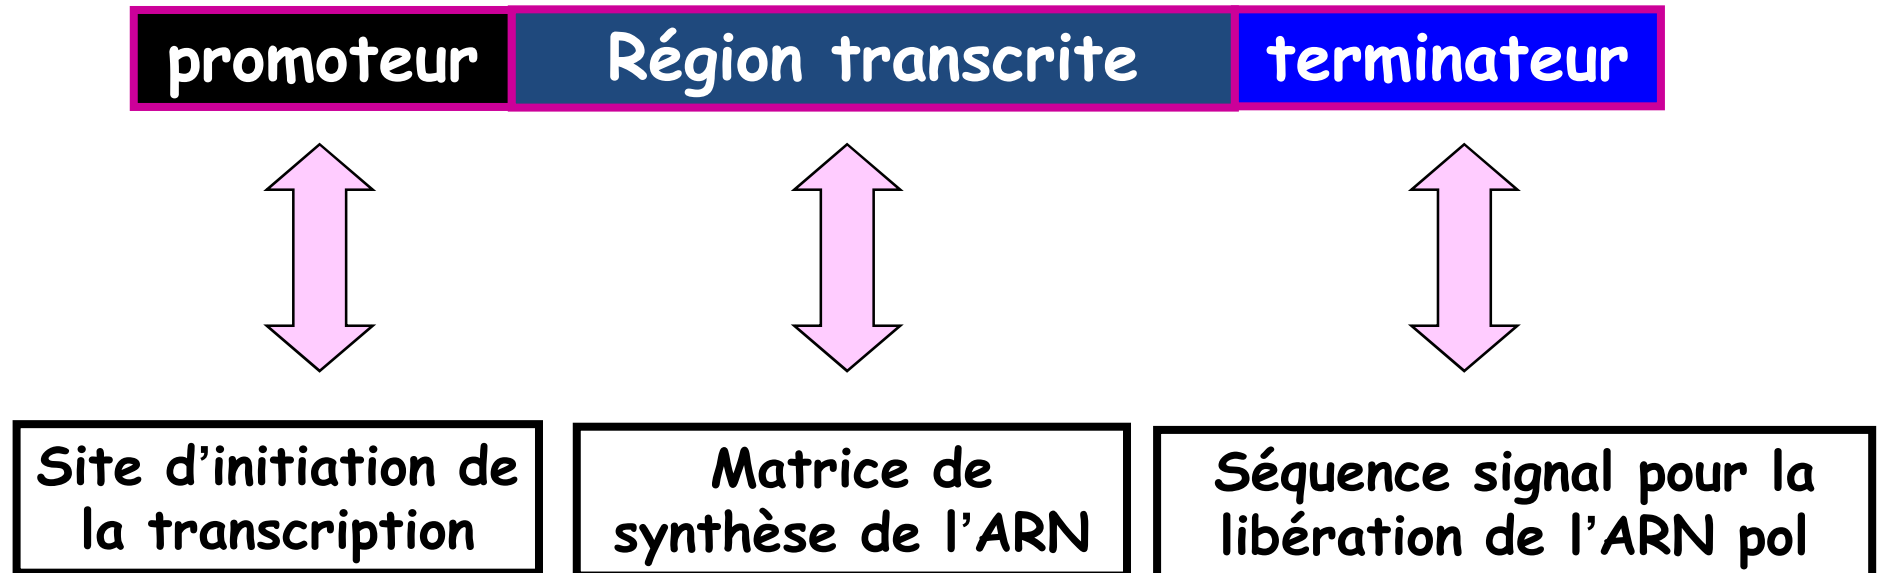 promoteur Région transcrite terminateur
Site d’initiation de
la transcription
Matrice de
synthèse de l’ARN
Séquence signal pour la
libération de l’ARN pol